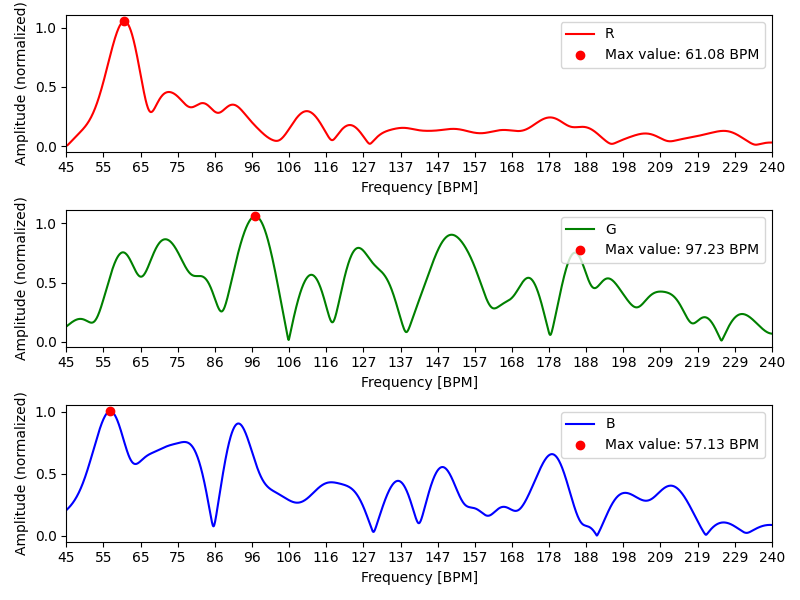 Amplitude (normalized)
1.0
0.5
0.0
R
Max value: 61.08 BPM
45 55 65 75 86 96 106 116 127 137 147 157 168 178 188 198 209 219 229 240
Frequency [BPM]
Amplitude (normalized)
1.0
0.5
0.0
G
Max value: 97.23 BPM
45 55 65 75 86 96 106 116 127 137 147 157 168 178 188 198 209 219 229 240
Frequency [BPM]
Amplitude (normalized)
1.0
0.5
0.0
B
Max value: 57.13 BPM
45 55 65 75 86 96 106 116 127 137 147 157 168 178 188 198 209 219 229 240
Frequency [BPM]